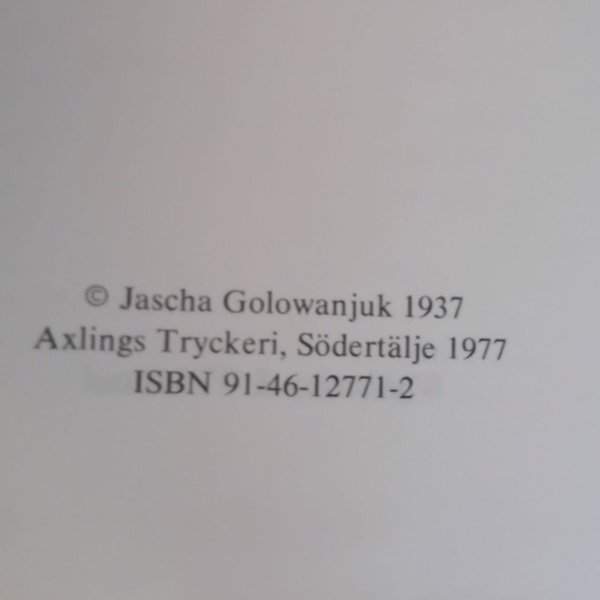 © Jascha Golowanjuk 1937
Axlings Tryckeri, Södertälje 1977
ISBN 91-46-12771-2